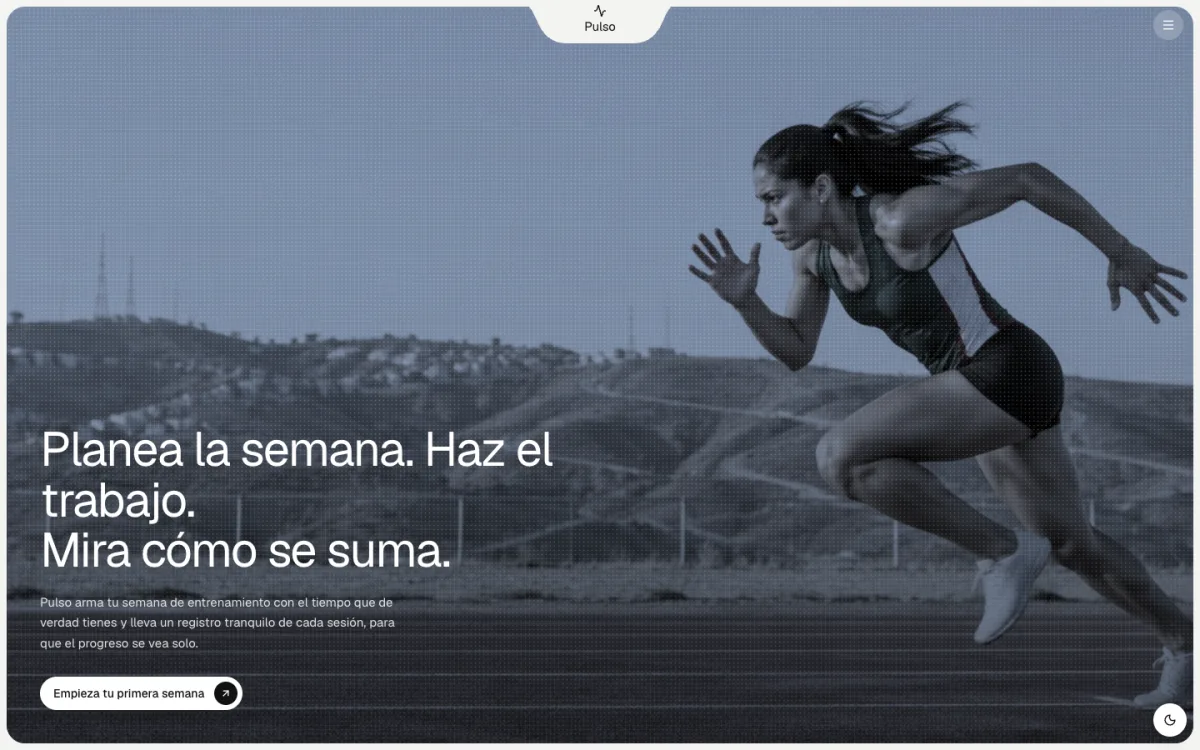 Pulso
Planea la semana. Haz el
trabajo.
Mira cómo se suma.
Pulso arma tu semana de entrenamiento con el tiempo que de
verdad tienes y lleva un registro tranquilo de cada sesión, para
que el progreso se vea solo.
Empieza tu primera semana